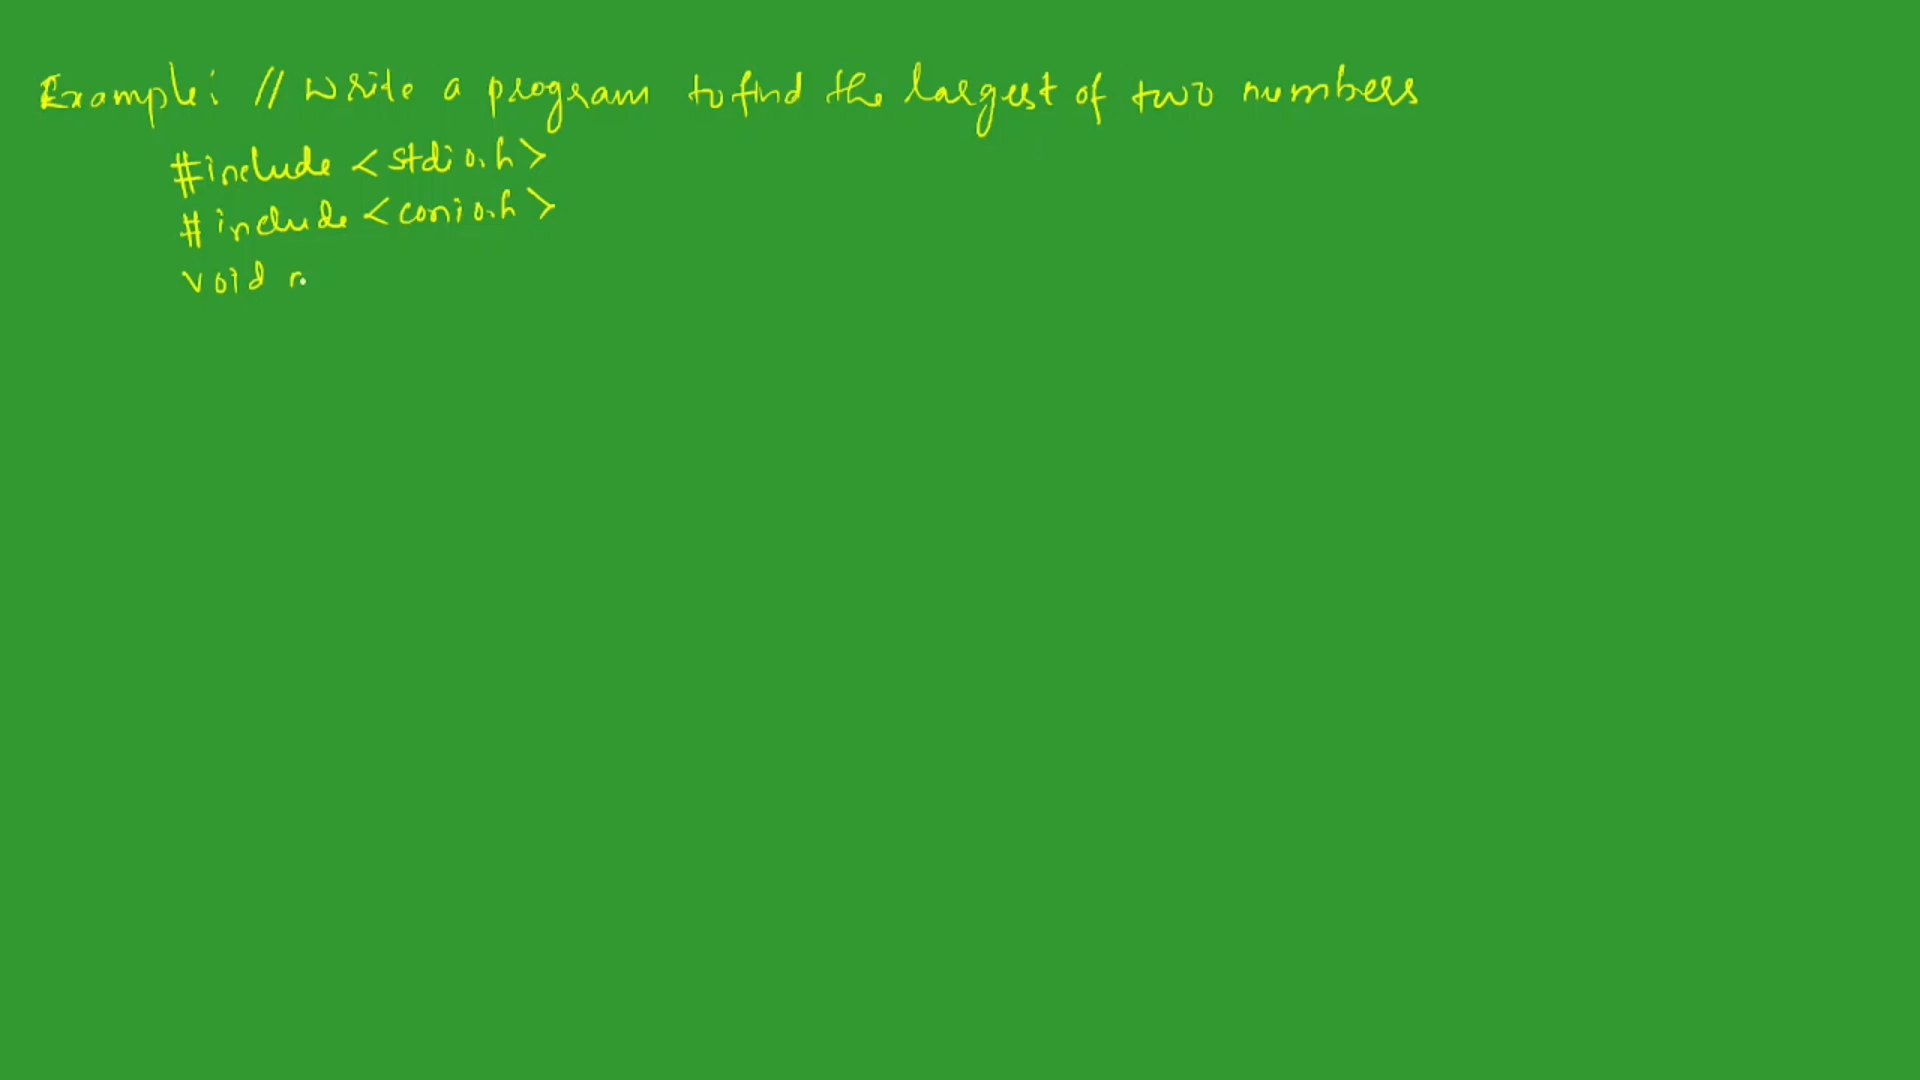 Example: // Write a program to find the largest of two numbers
#include <stdio.h>
#include <conio.h>
void